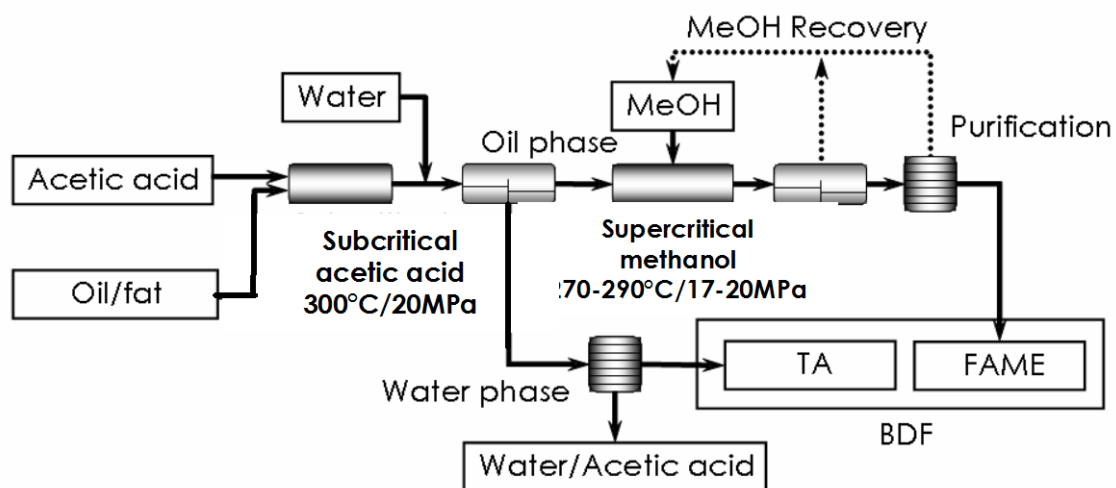 MeOH Recovery
Water
MeOH
Oil phase
Purification
Acetic acid
Subcritical
acetic acid
300°C/20MPa
Supercritical
methanol
270-290°C/17-20MPa
Oil/fat
TA
FAME
Water phase
BDF
Water/Acetic acid